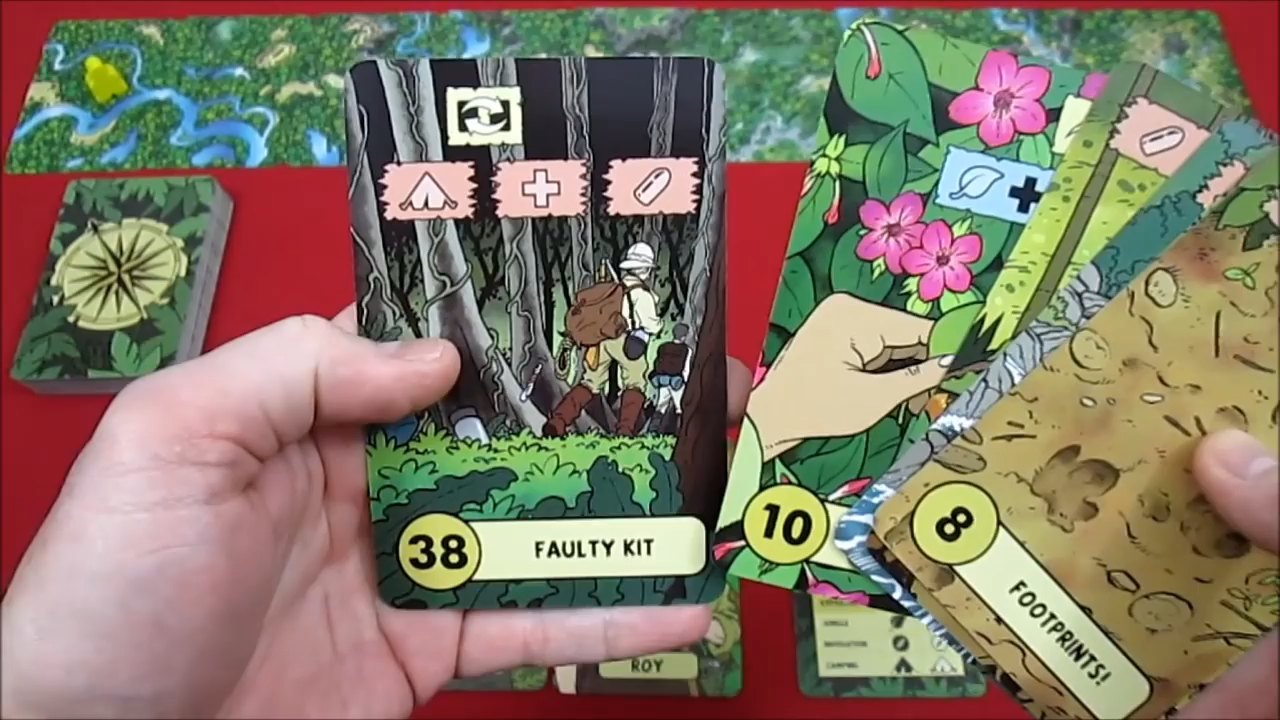 38
FAULTY KIT
10
8
FOOTPRINTS!
ROY
JUNGLE
NAVIGATION
CAMPING